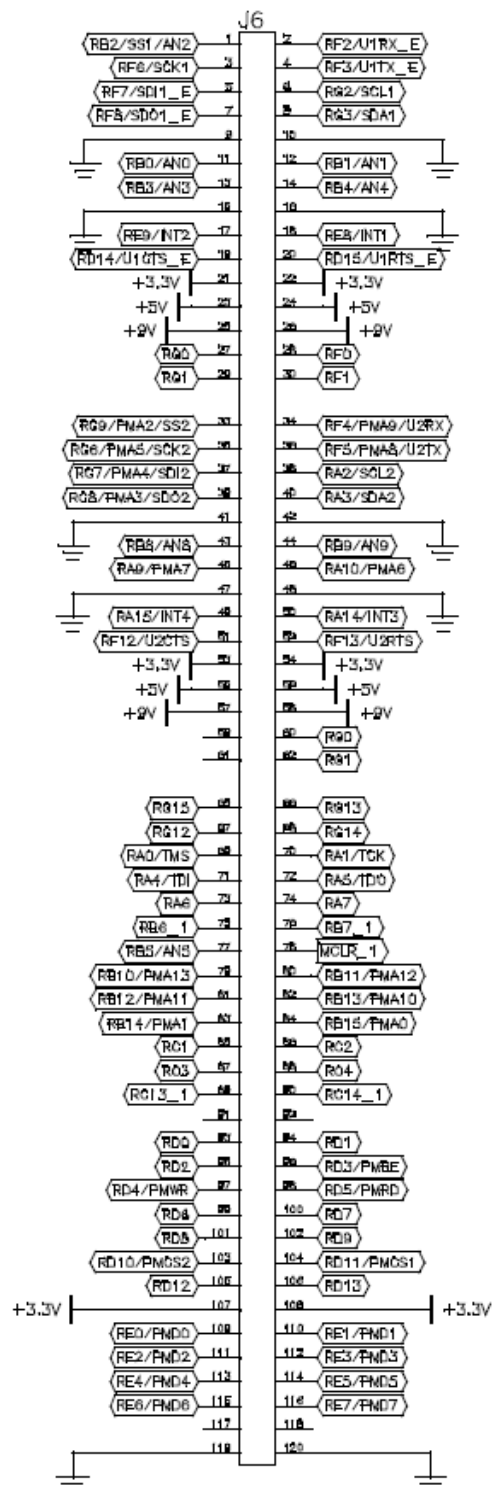 J6
RB2/SS1/AN2 1 2 RF2/U1RX_E
RF6/SCK1 3 4 RF3/U1TX_E
RF7/SDI1_E 5 6 RG2/SCL1
RF8/SDO1_E 7 8 RG3/SDA1
9 10
RB0/AN0 11 12 RB1/AN1
RB3/AN3 13 14 RB4/AN4
15 16
RE9/INT2 17 18 RE8/INT1
RD14/U1CTS_E 19 20 RD15/U1RTS_E
+3.3V 21 22 +3.3V
+5V 23 24 +5V
+9V 25 26 +9V
RG0 27 28 RF0
RG1 29 30 RF1
RG9/PMA2/SS2 33 34 RF4/PMA9/U2RX
RG6/PMA5/SCK2 35 36 RF5/PMA8/U2TX
RG7/PMA4/SDI2 37 38 RA2/SCL2
RG8/PMA3/SDO2 39 40 RA3/SDA2
41 42
RB8/AN8 43 44 RB9/AN9
RA9/PMA7 45 46 RA10/PMA6
47 48
RA15/INT4 49 50 RA14/INT3
RF12/U2CTS 51 52 RF13/U2RTS
+3.3V 53 54 +3.3V
+5V 55 56 +5V
+9V 57 58 +9V
59 60 RG0
61 62 RG1
RG15 65 66 RG13
RG12 67 68 RG14
RA0/TMS 69 70 RA1/TCK
RA4/TDI 71 72 RA5/TDO
RA6 73 74 RA7
RB6_1 75 76 RB7_1
RB5/AN5 77 78 MCLR_1
RB10/PMA13 79 80 RB11/PMA12
RB12/PMA11 81 82 RB13/PMA10
RB14/PMA1 83 84 RB15/PMA0
RC1 85 86 RC2
RC3 87 88 RC4
RC13_1 89 90 RC14_1
91 92
RD0 93 94 RD1
RD2 95 96 RD3/PMBE
RD4/PMWR 97 98 RD5/PMRD
RD6 99 100 RD7
RD8 101 102 RD9
RD10/PMCS2 103 104 RD11/PMCS1
RD12 105 106 RD13
+3.3V 107 108 +3.3V
RE0/PMD0 109 110 RE1/PMD1
RE2/PMD2 111 112 RE3/PMD3
RE4/PMD4 113 114 RE5/PMD5
RE6/PMD6 115 116 RE7/PMD7
117 118
119 120